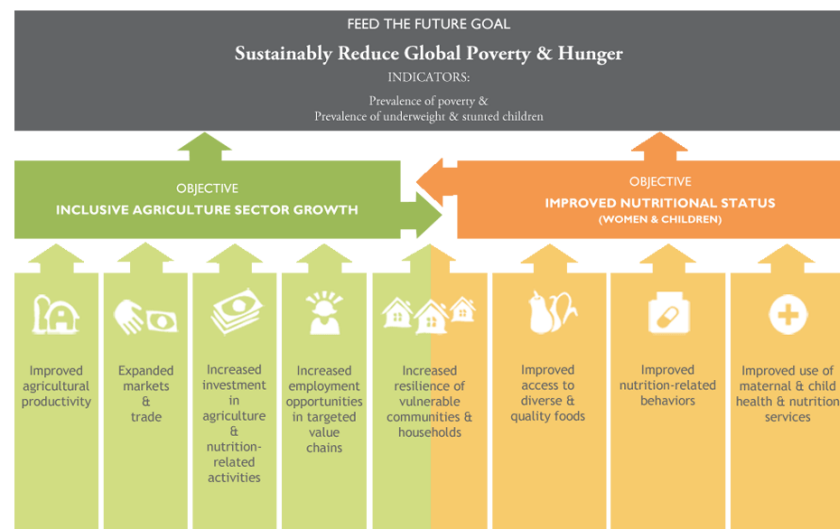 FEED THE FUTURE GOAL
Sustainably Reduce Global Poverty & Hunger
INDICATORS:
Prevalence of poverty &
Prevalence of underweight & stunted children
OBJECTIVE
INCLUSIVE AGRICULTURE SECTOR GROWTH
OBJECTIVE
IMPROVED NUTRITIONAL STATUS
(WOMEN & CHILDREN)
Improved
agricultural
productivity
Expanded
markets
&
trade
Increased
investment
in
agriculture
&
nutrition-
related
activities
Increased
employment
opportunities
in targeted
value
chains
Increased
resilience of
vulnerable
communities &
households
Improved
access to
diverse &
quality foods
Improved
nutrition-related
behaviors
Improved use of
maternal & child
health & nutrition
services